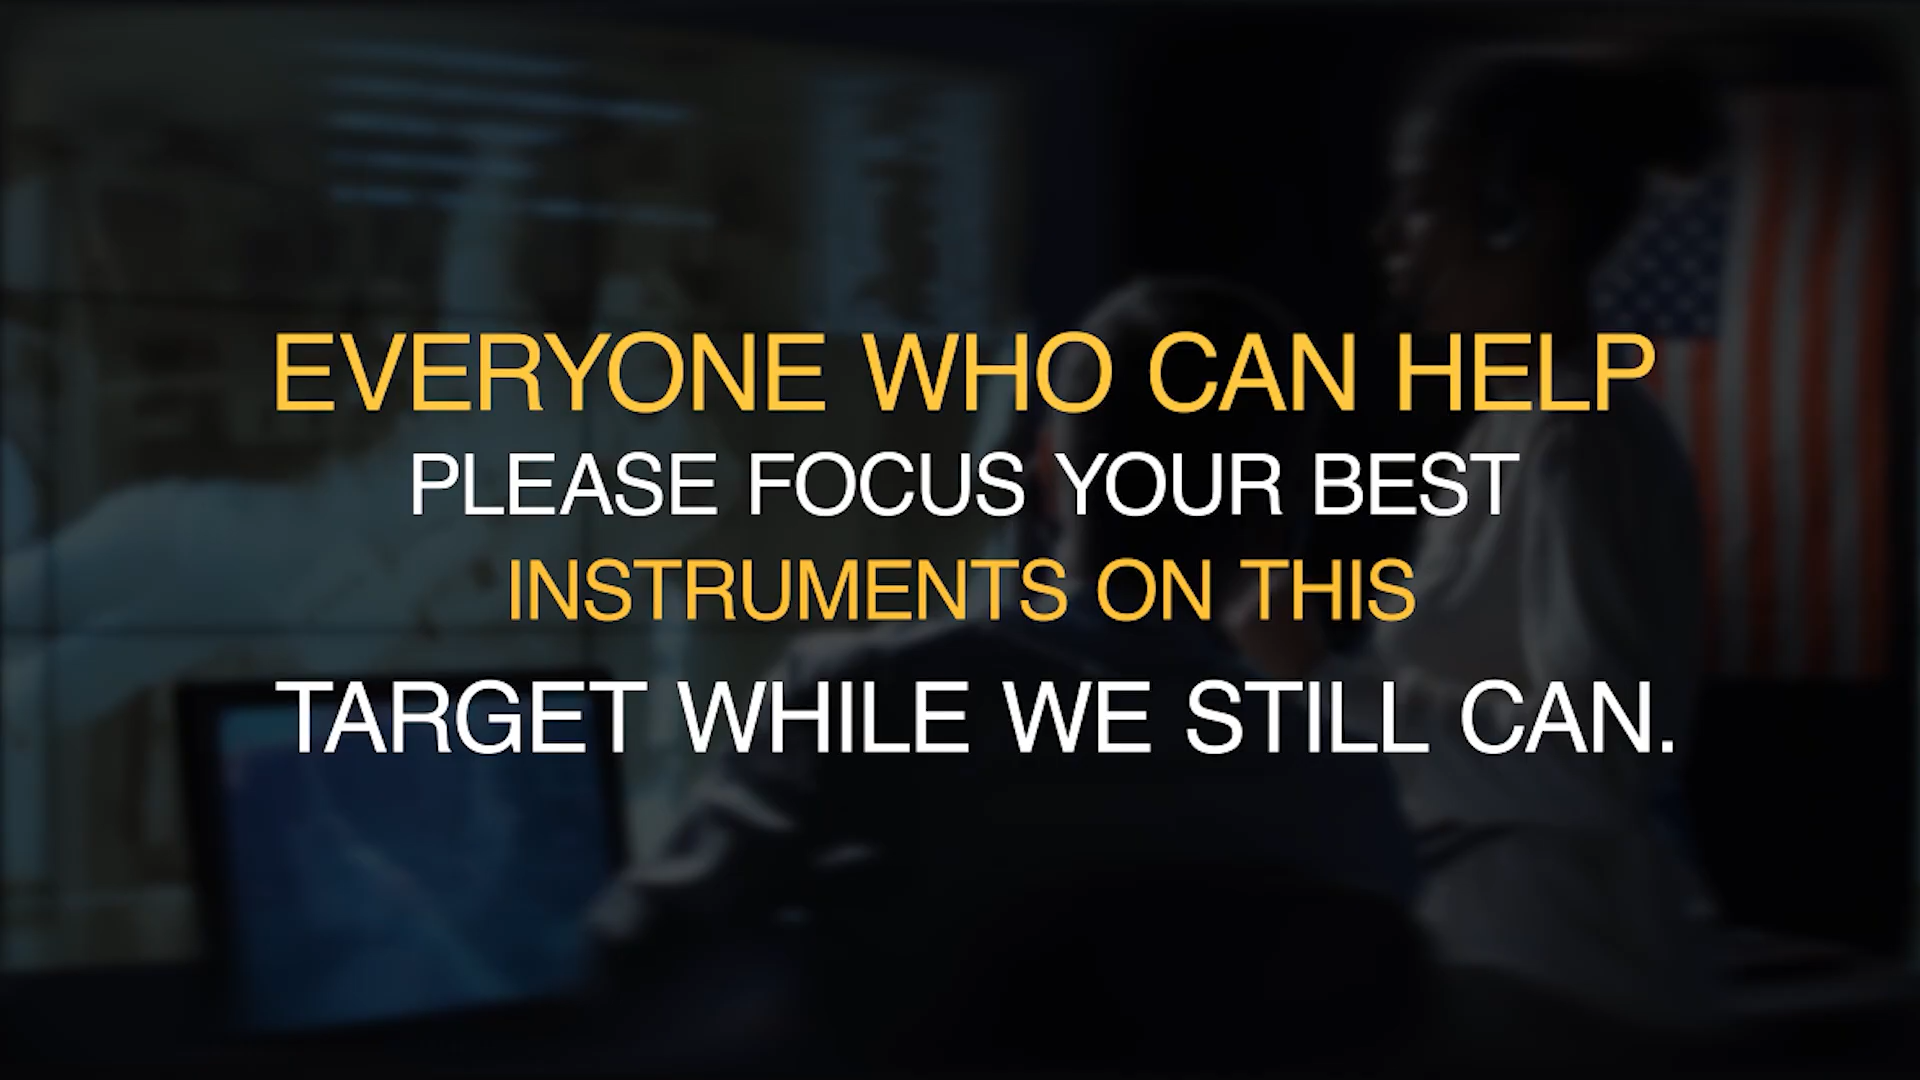 EVERYONE WHO CAN HELP
PLEASE FOCUS YOUR BEST
INSTRUMENTS ON THIS
TARGET WHILE WE STILL CAN.